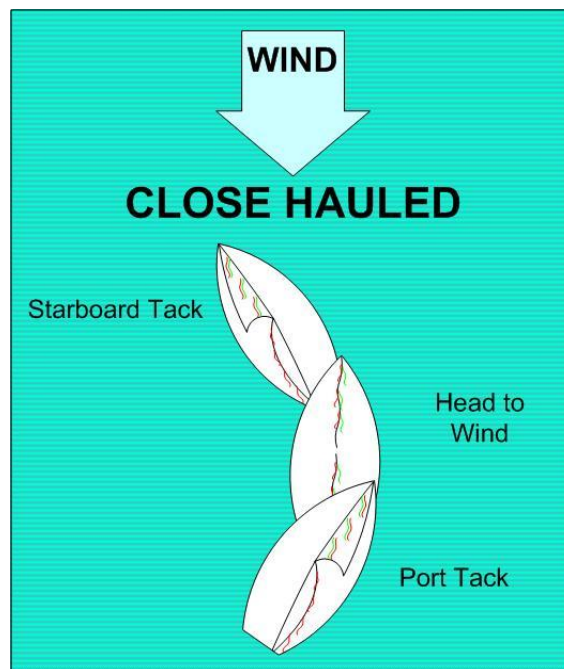 WIND
CLOSE HAULED
Starboard Tack
Head to
Wind
Port Tack